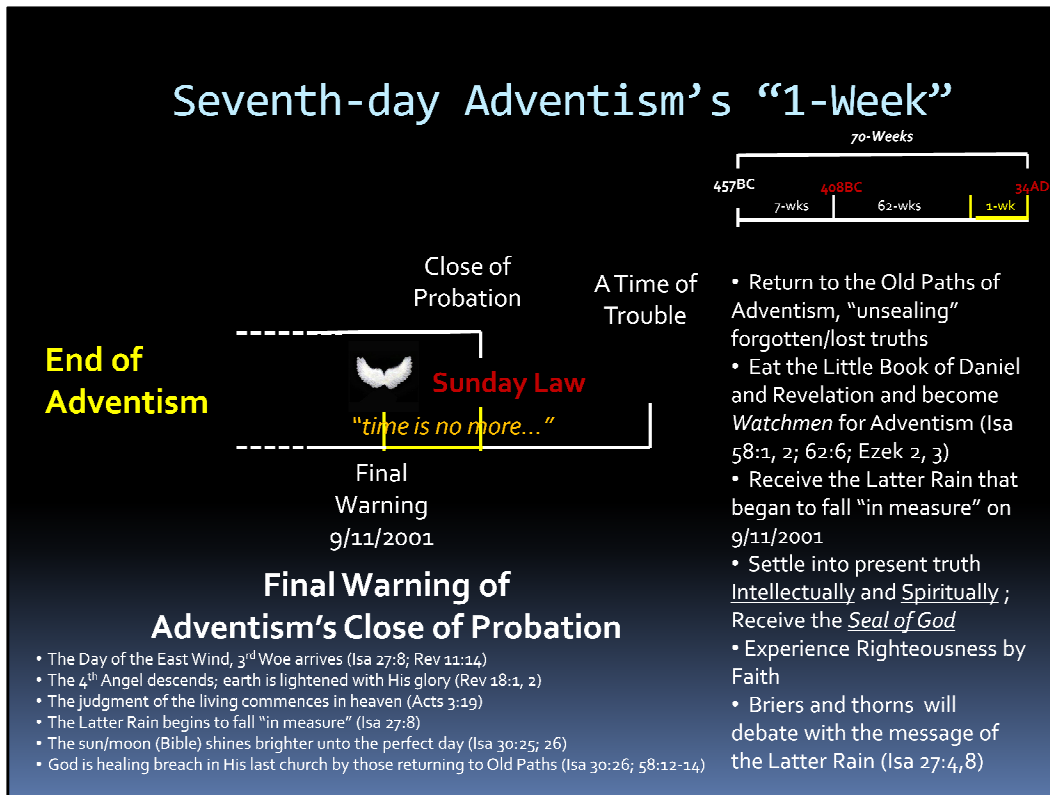 Seventh-day Adventism’s “1-Week”
70-Weeks
457BC
408BC
34AD
7-wks
62-wks
1-wk
Close of
Probation
A Time of
Trouble
End of
Adventism
Sunday Law
“time is no more...”
Final
Warning
9/11/2001
Final Warning of
Adventism’s Close of Probation
• The Day of the East Wind, 3rd Woe arrives (Isa 27:8; Rev 11:14)
• The 4th Angel descends; earth is lightened with His glory (Rev 18:1, 2)
• The judgment of the living commences in heaven (Acts 3:19)
• The Latter Rain begins to fall “in measure” (Isa 27:8)
• The sun/moon (Bible) shines brighter unto the perfect day (Isa 30:25; 26)
• God is healing breach in His last church by those returning to Old Paths (Isa 30:26; 58:12-14)
• Return to the Old Paths of
Adventism, “unsealing”
forgotten/lost truths
• Eat the Little Book of Daniel
and Revelation and become
Watchmen for Adventism (Isa
58:1, 2; 62:6; Ezek 2, 3)
• Receive the Latter Rain that
began to fall “in measure” on
9/11/2001
• Settle into present truth
Intellectually and Spiritually ;
Receive the Seal of God
• Experience Righteousness by
Faith
• Briers and thorns will
debate with the message of
the Latter Rain (Isa 27:4,8)